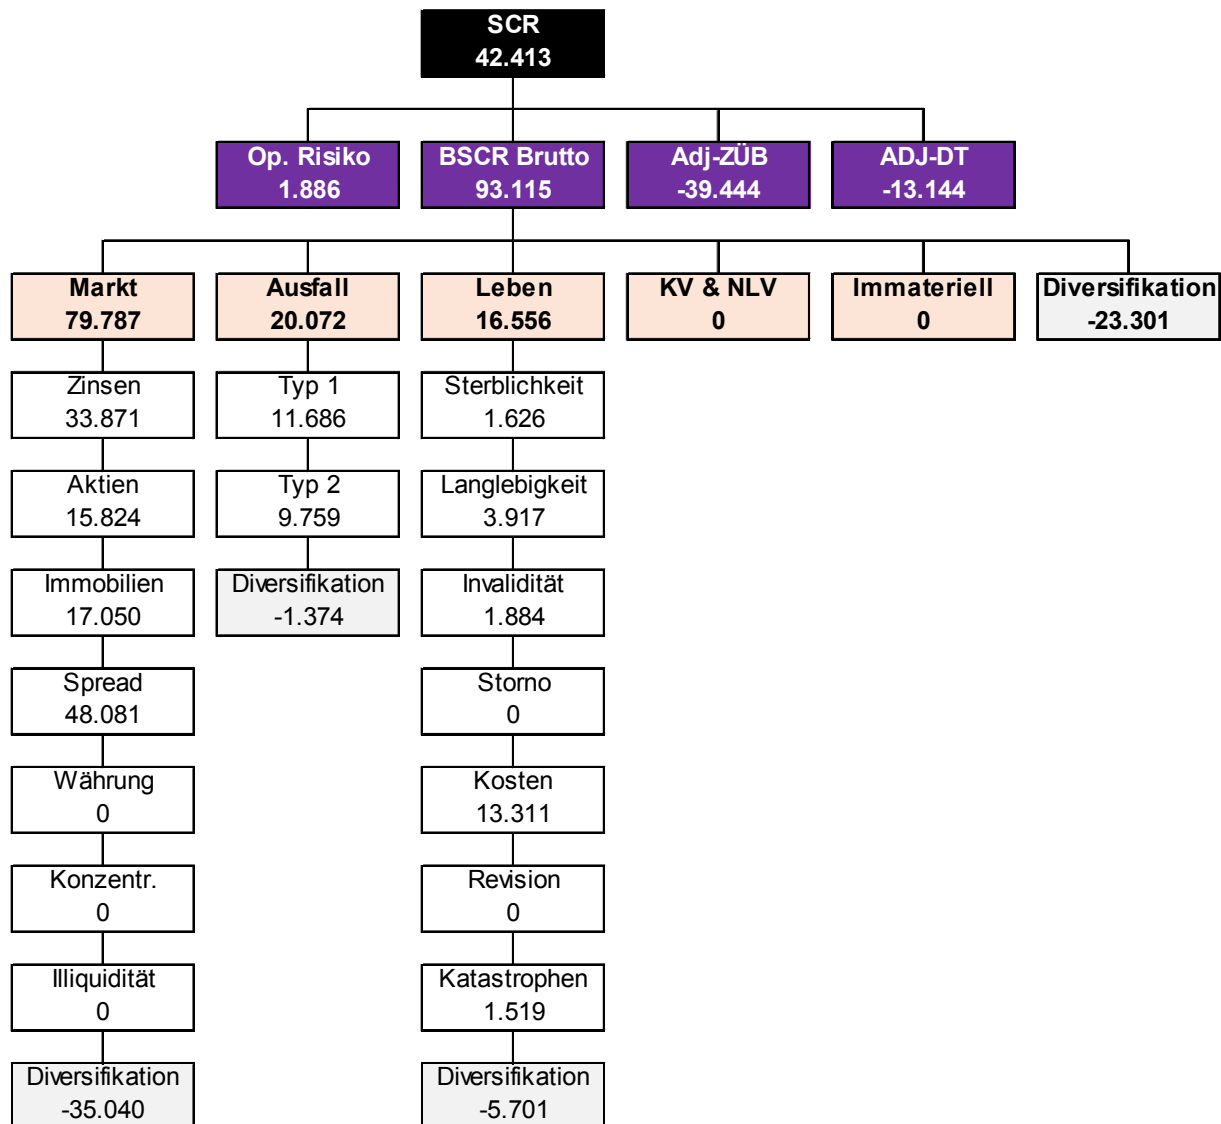 SCR
42.413
Op. Risiko
1.886
BSCR Brutto
93.115
Adj-ZÜB
-39.444
ADJ-DT
-13.144
Markt
79.787
Ausfall
20.072
Leben
16.556
KV & NLV
0
Immateriell
0
Diversifikation
-23.301
Zinsen
33.871
Aktien
15.824
Immobilien
17.050
Spread
48.081
Währung
0
Konzentr.
0
Illiquidität
0
Diversifikation
-35.040
Typ 1
11.686
Typ 2
9.759
Diversifikation
-1.374
Sterblichkeit
1.626
Langlebigkeit
3.917
Invalidität
1.884
Storno
0
Kosten
13.311
Revision
0
Katastrophen
1.519
Diversifikation
-5.701